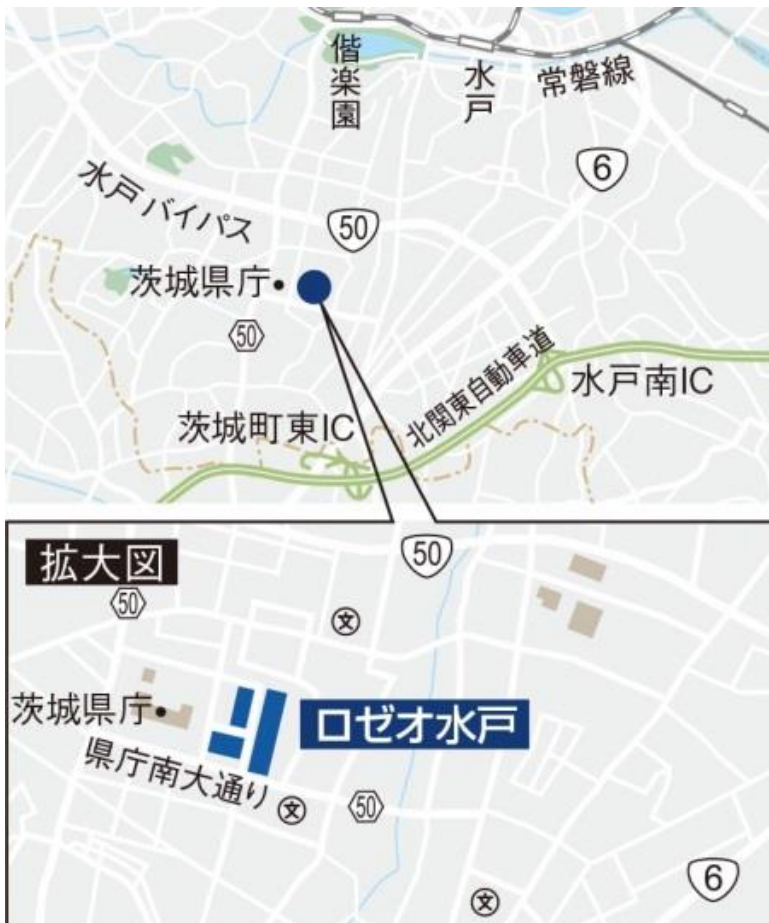 偕楽園
水戸
常磐線
6
水戸バイパス
50
茨城県庁
50
北関東自動車道
水戸南IC
茨城町東IC
拡大図
50
50
文
茨城県庁
ロゼオ水戸
県庁南大通り
文
50
6
文